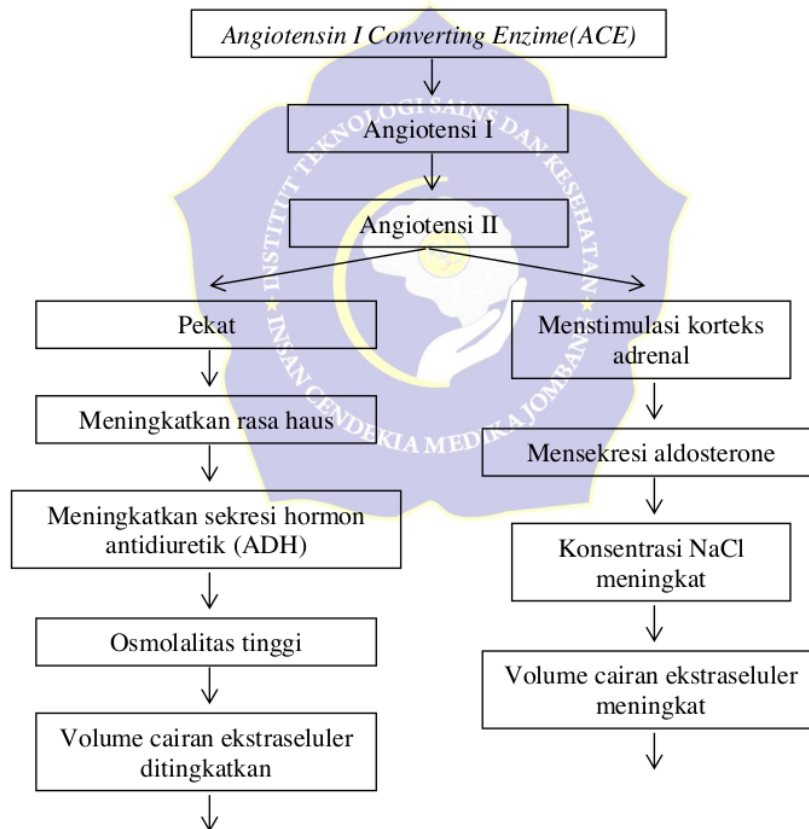 Angiotensin I Converting Enzime(ACE)
Angiotensi I
Angiotensi II
Pekat
Meningkatkan rasa haus
Meningkatkan sekresi hormon
antidiuretik (ADH)
Osmolalitas tinggi
Volume cairan ekstraseluler
ditingkatkan
Menstimulasi korteks
adrenal
Mensekresi aldosterone
Konsentrasi NaCl
meningkat
Volume cairan ekstraseluler
meningkat
INSTITUT TEKNOLOGI SAINS DAN KESEHATAN
INSAN CENDEKIA MEDIKA JOMBANG